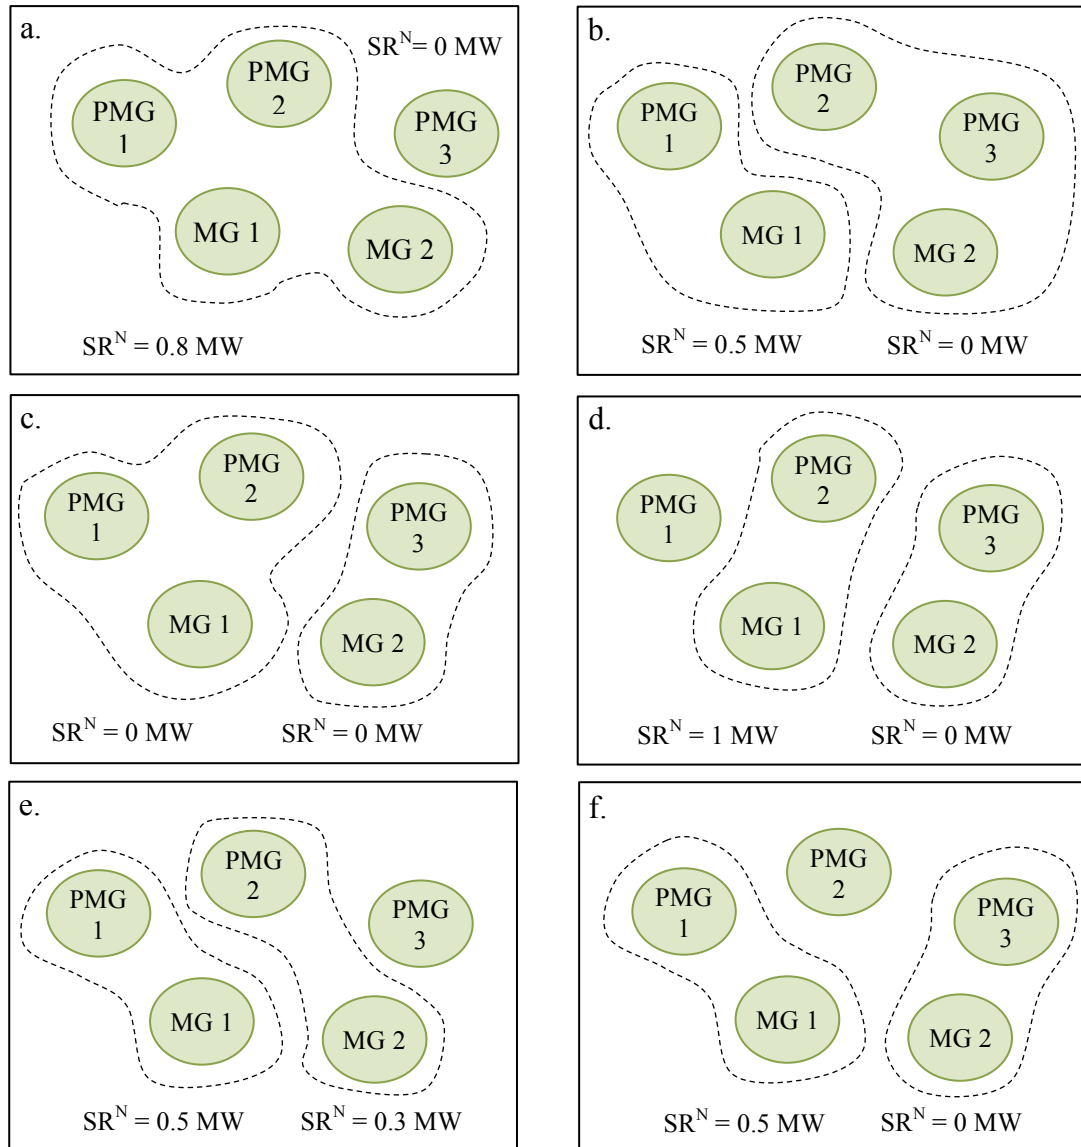 a.
SR^N= 0 MW
PMG
1
PMG
2
PMG
3
MG 1
MG 2
SR^N = 0.8 MW
b.
PMG
1
PMG
2
PMG
3
MG 1
MG 2
SR^N = 0.5 MW
SR^N = 0 MW
c.
PMG
1
PMG
2
PMG
3
MG 1
MG 2
SR^N = 0 MW
SR^N = 0 MW
d.
PMG
1
PMG
2
PMG
3
MG 1
MG 2
SR^N = 1 MW
SR^N = 0 MW
e.
PMG
1
PMG
2
PMG
3
MG 1
MG 2
SR^N = 0.5 MW
SR^N = 0.3 MW
f.
PMG
1
PMG
2
PMG
3
MG 1
MG 2
SR^N = 0.5 MW
SR^N = 0 MW